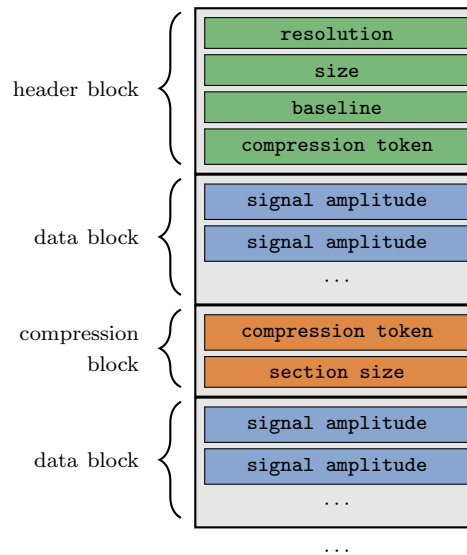 resolution
size
header block
baseline
compression token
signal amplitude
data block
signal amplitude
...
compression
block
compression token
section size
signal amplitude
data block
signal amplitude
...
...